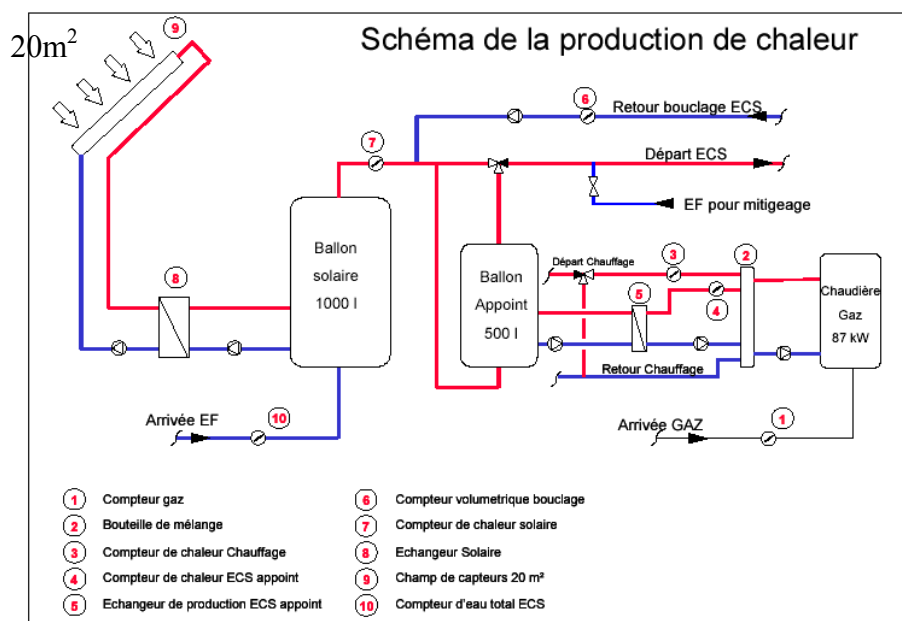 20m²
Schéma de la production de chaleur
9
6
Retour bouclage ECS
7
Départ ECS
EF pour mitigeage
Ballon
solaire
1000 l
8
Ballon
Appoint
500 l
Départ Chauffage
3
2
5
4
Chaudière
Gaz
87 kW
Retour Chauffage
Arrivée EF
10
Arrivée GAZ
1
1 Compteur gaz
2 Bouteille de mélange
3 Compteur de chaleur Chauffage
4 Compteur de chaleur ECS appoint
5 Echangeur de production ECS appoint
6 Compteur volumetrique bouclage
7 Compteur de chaleur solaire
8 Echangeur Solaire
9 Champ de capteurs 20 m²
10 Compteur d'eau total ECS